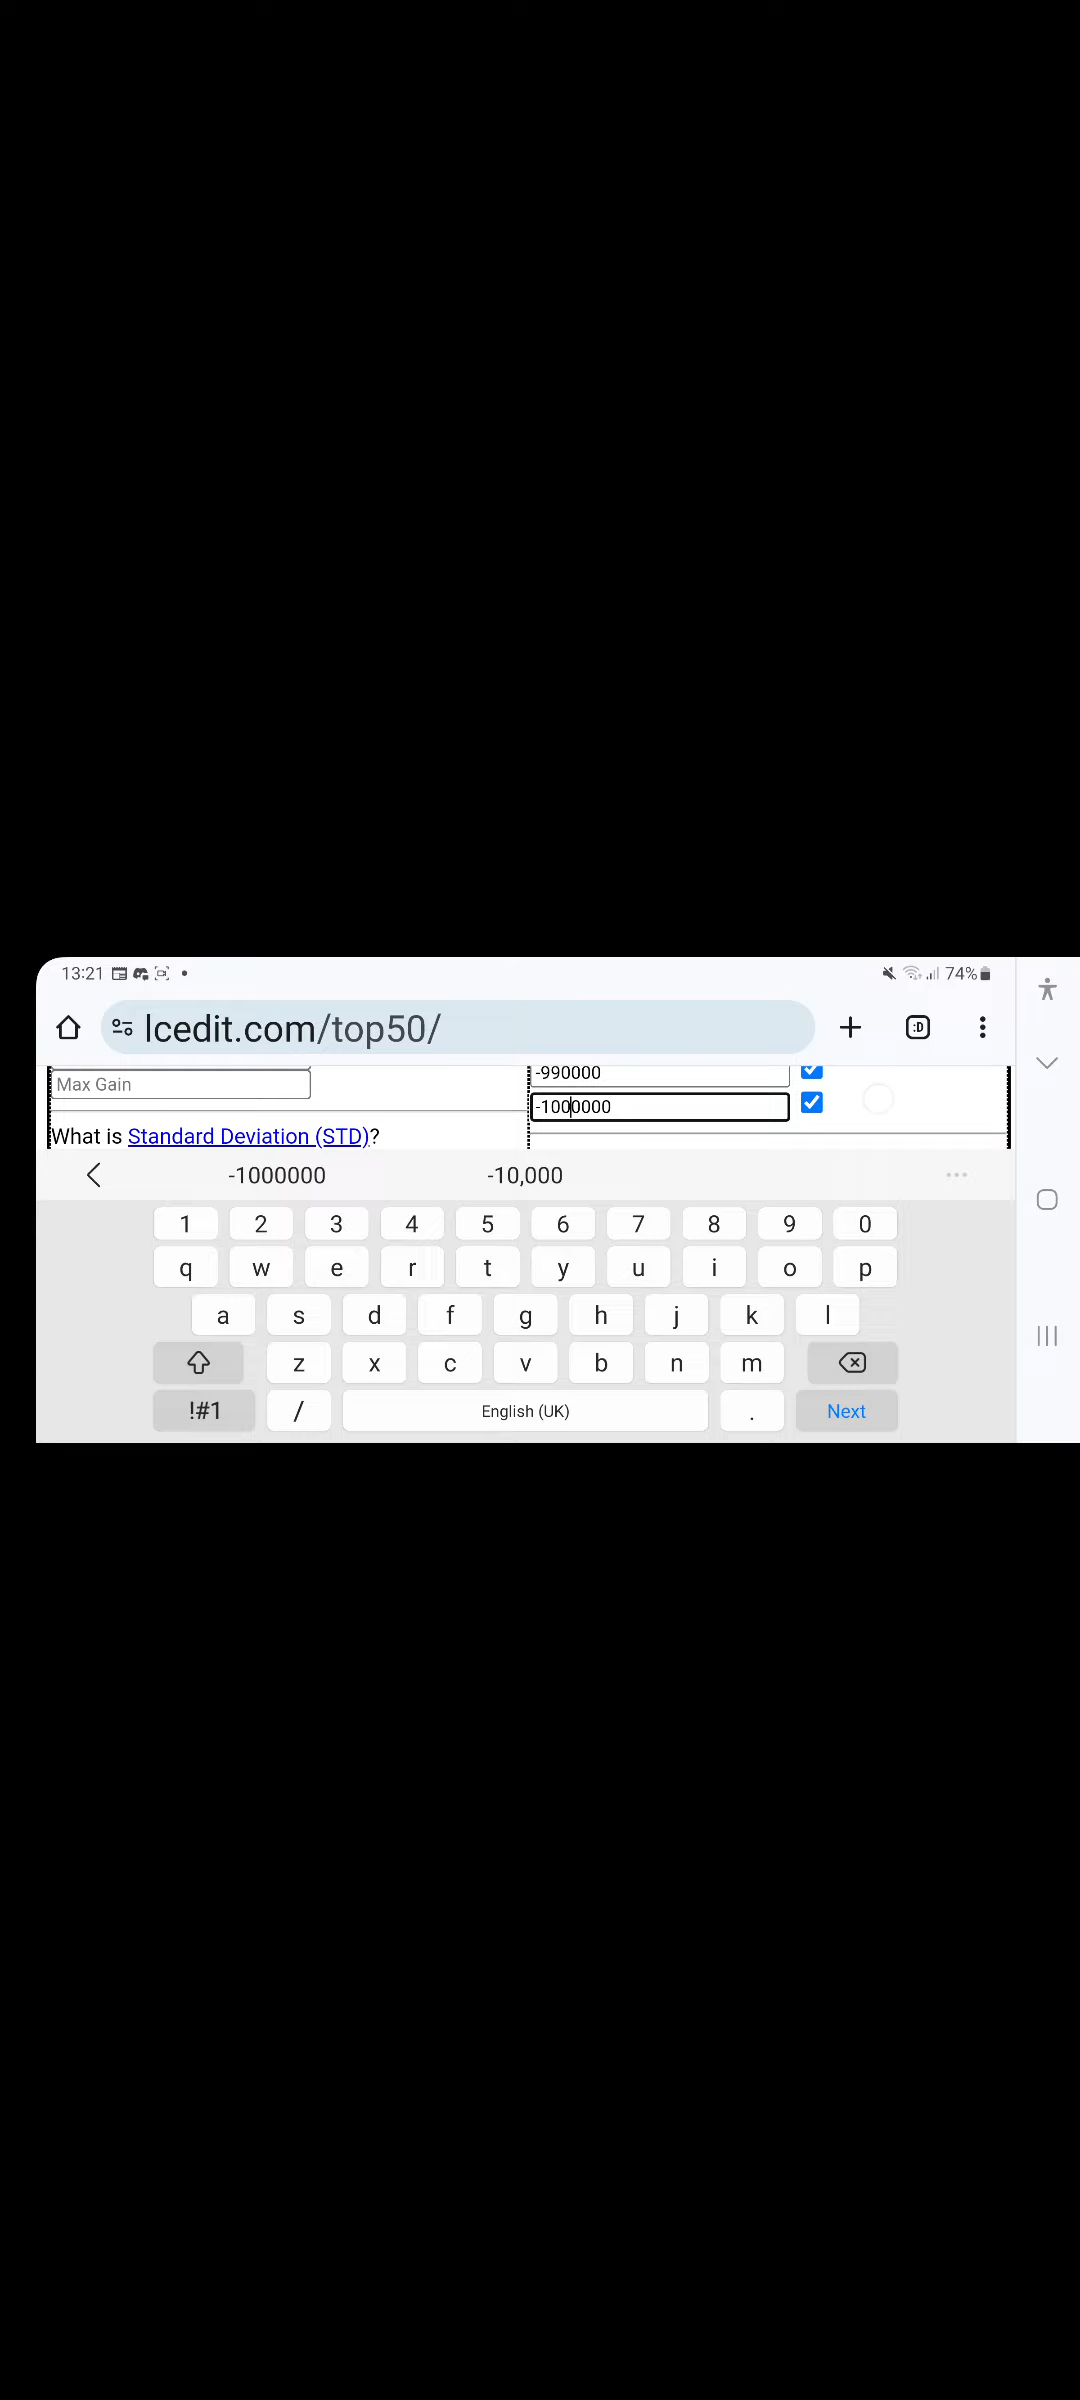 13:21
74%
lcedit.com/top50/
:D
-990000
Max Gain
-1000000
What is Standard Deviation (STD)?
-1000000 -10,000
1 2 3 4 5 6 7 8 9 0
q w e r t y u i o p
a s d f g h j k l
z x c v b n m
!#1 / English (UK) . Next